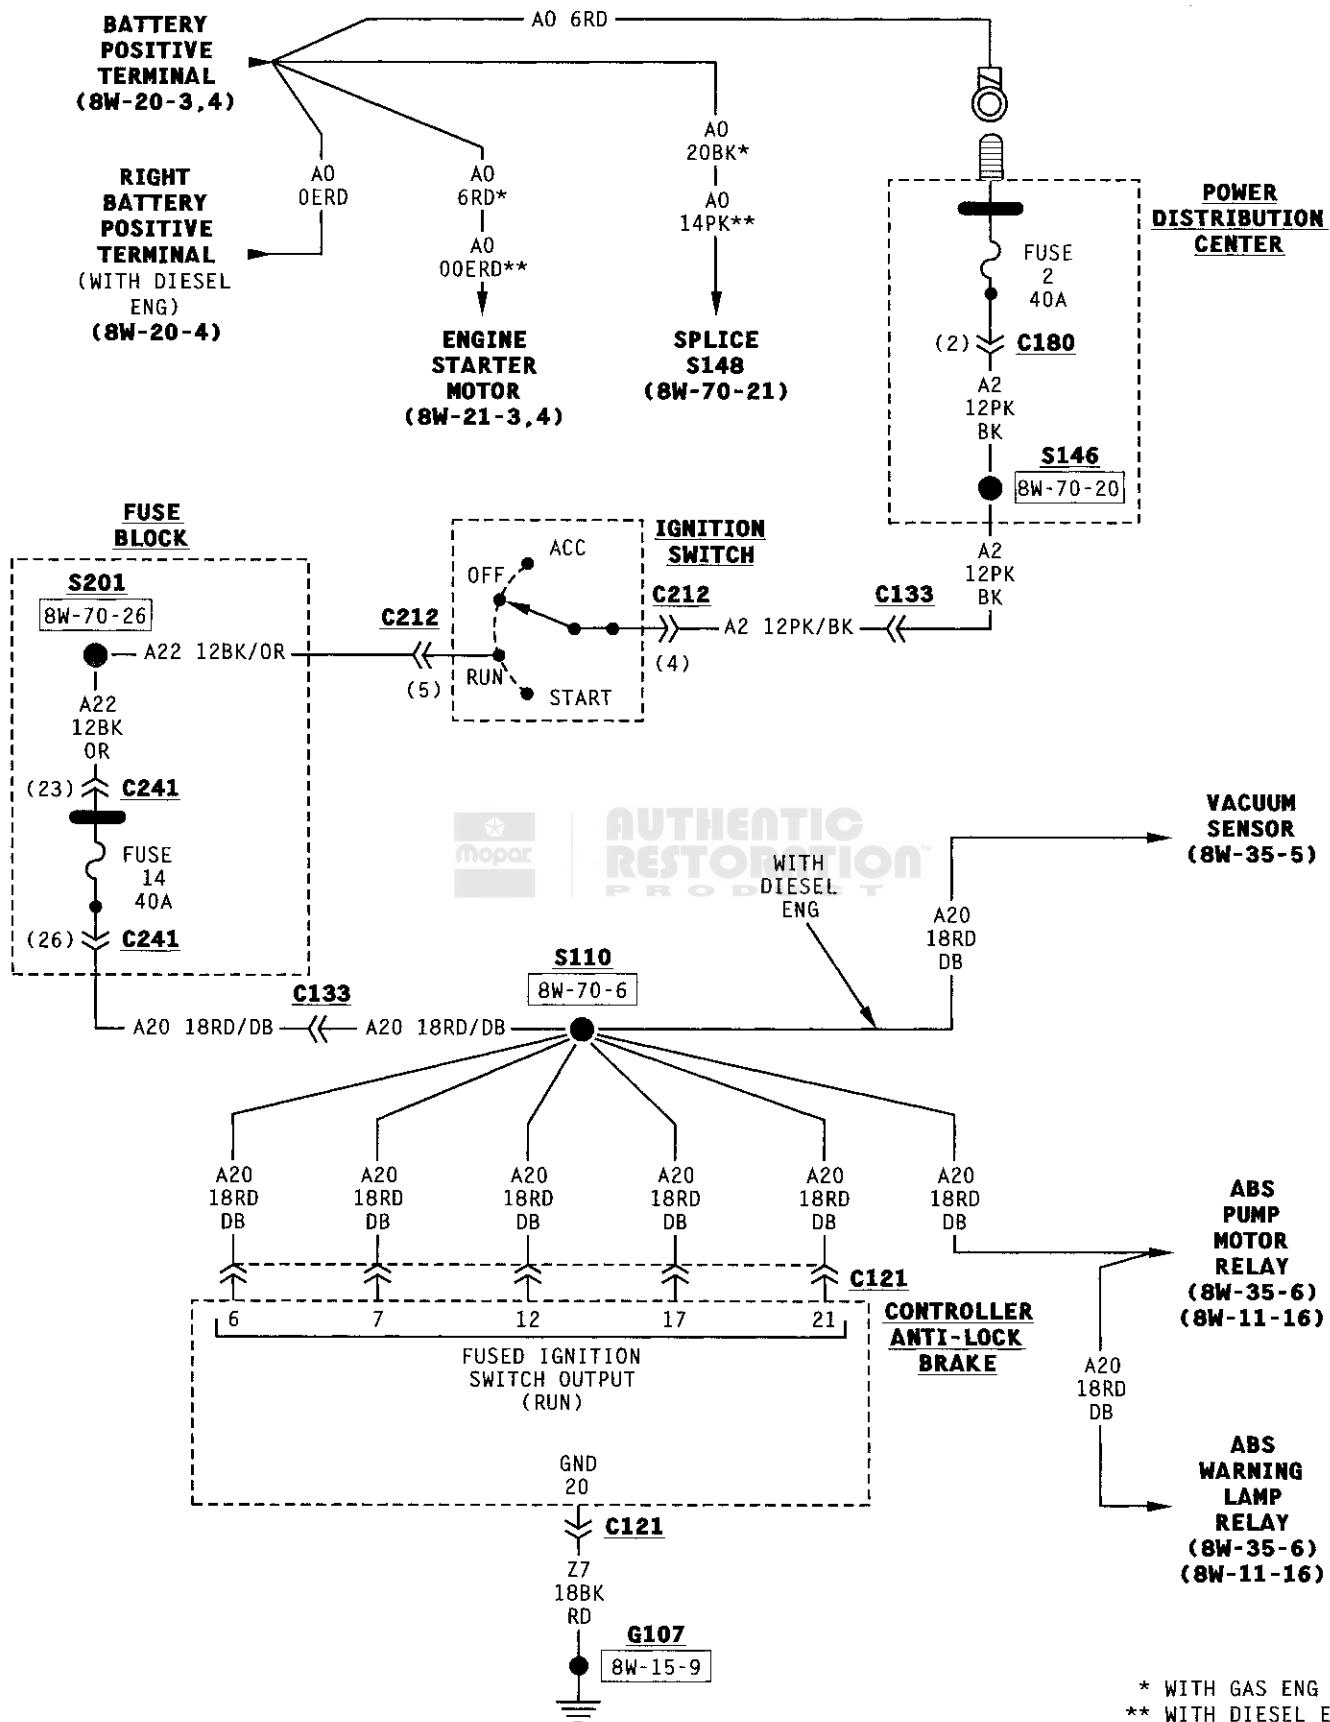 BATTERY
POSITIVE
TERMINAL
(8W-20-3,4)
A0 6RD
A0
0ERD
A0
6RD*
A0
00ERD**
A0
20BK*
A0
14PK**
RIGHT
BATTERY
POSITIVE
TERMINAL
(WITH DIESEL
ENG)
(8W-20-4)
ENGINE
STARTER
MOTOR
(8W-21-3,4)
SPLICE
S148
(8W-70-21)
POWER
DISTRIBUTION
CENTER
FUSE
2
40A
(2)
C180
A2
12PK
BK
S146
8W-70-20
A2
12PK
BK
FUSE
BLOCK
S201
8W-70-26
A22 12BK/OR
C212
(5)
IGNITION
SWITCH
ACC
OFF
RUN
START
C212
(4)
A2 12PK/BK
C133
A22
12BK
OR
(23)
C241
FUSE
14
40A
(26)
C241
Mopar
AUTHENTIC
RESTORATION™
PRODUCT
WITH
DIESEL
ENG
VACUUM
SENSOR
(8W-35-5)
A20
18RD
DB
S110
8W-70-6
C133
A20 18RD/DB
A20 18RD/DB
A20
18RD
DB
A20
18RD
DB
A20
18RD
DB
A20
18RD
DB
A20
18RD
DB
A20
18RD
DB
ABS
PUMP
MOTOR
RELAY
(8W-35-6)
(8W-11-16)
C121
6
7
12
17
21
CONTROLLER
ANTI-LOCK
BRAKE
FUSED IGNITION
SWITCH OUTPUT
(RUN)
A20
18RD
DB
GND
20
ABS
WARNING
LAMP
RELAY
(8W-35-6)
(8W-11-16)
C121
Z7
18BK
RD
G107
8W-15-9
* WITH GAS ENG
** WITH DIESEL E